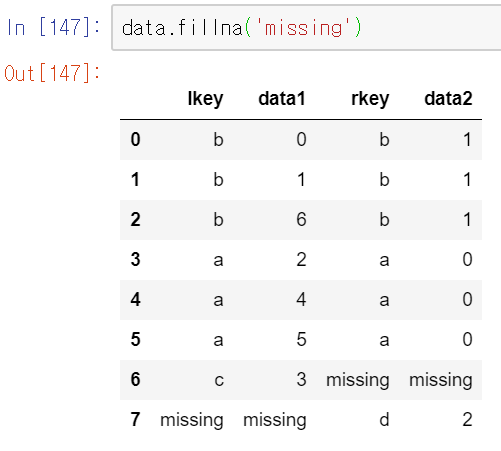 In [147]: data.fillna('missing')
Out[147]:
lkey data1 rkey data2
0 b 0 b 1
1 b 1 b 1
2 b 6 b 1
3 a 2 a 0
4 a 4 a 0
5 a 5 a 0
6 c 3 missing missing
7 missing missing d 2